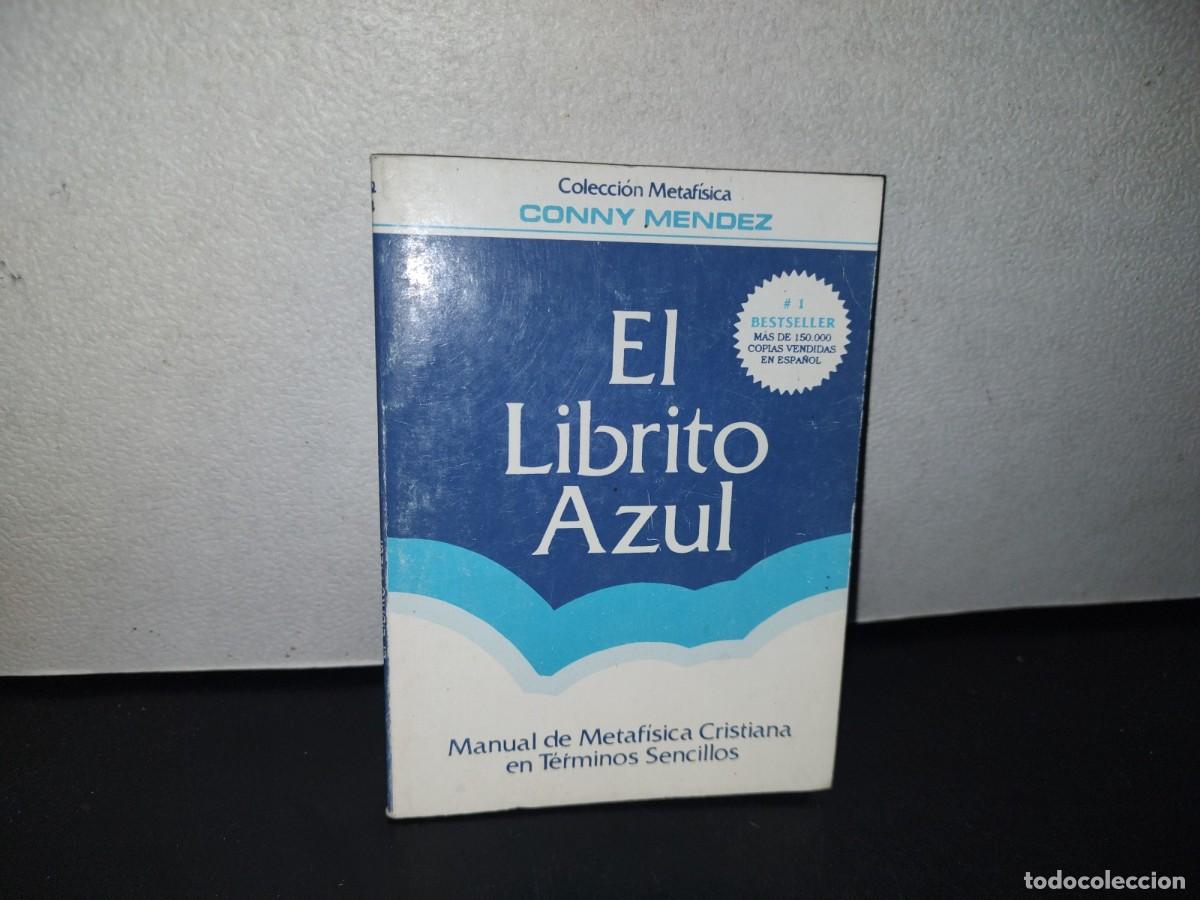 Colección Metafísica
CONNY MENDEZ
# 1
BESTSELLER
MÁS DE 150.000
COPIAS VENDIDAS
EN ESPAÑOL
El
Librito
Azul
Manual de Metafísica Cristiana
en Términos Sencillos
todocoleccion